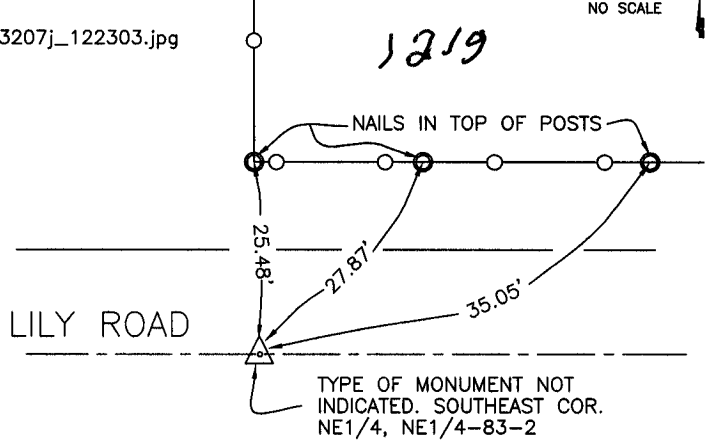 NO SCALE
3207j_122303.jpg
1219
NAILS IN TOP OF POSTS
25.48'
27.87'
35.05'
LILY ROAD
TYPE OF MONUMENT NOT
INDICATED. SOUTHEAST COR.
NE1/4, NE1/4-83-2